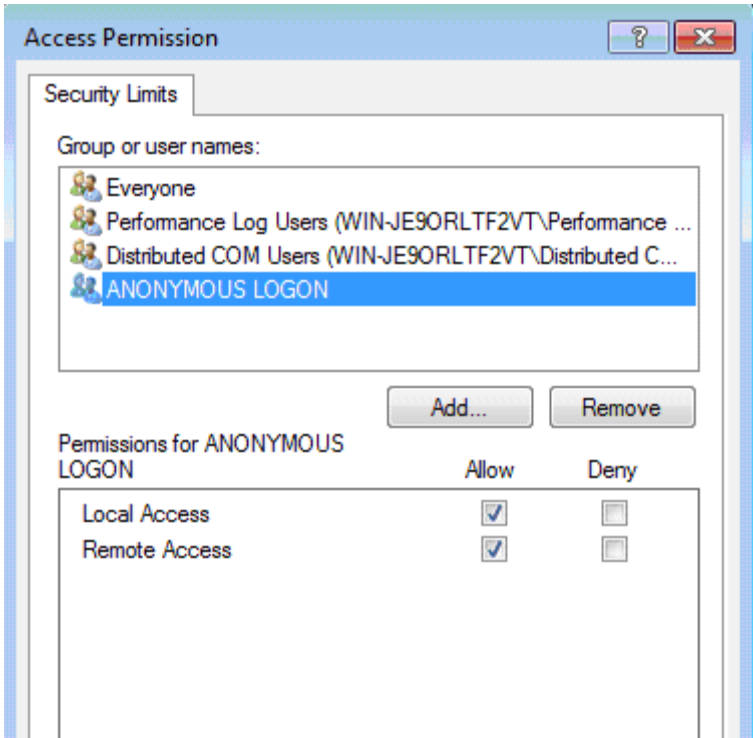 Access Permission
Security Limits
Group or user names:
Everyone
Performance Log Users (WIN-JE9ORLTF2VT\Performance ...
Distributed COM Users (WIN-JE9ORLTF2VT\Distributed C...
ANONYMOUS LOGON
Add... Remove
Permissions for ANONYMOUS
LOGON Allow Deny
Local Access
Remote Access